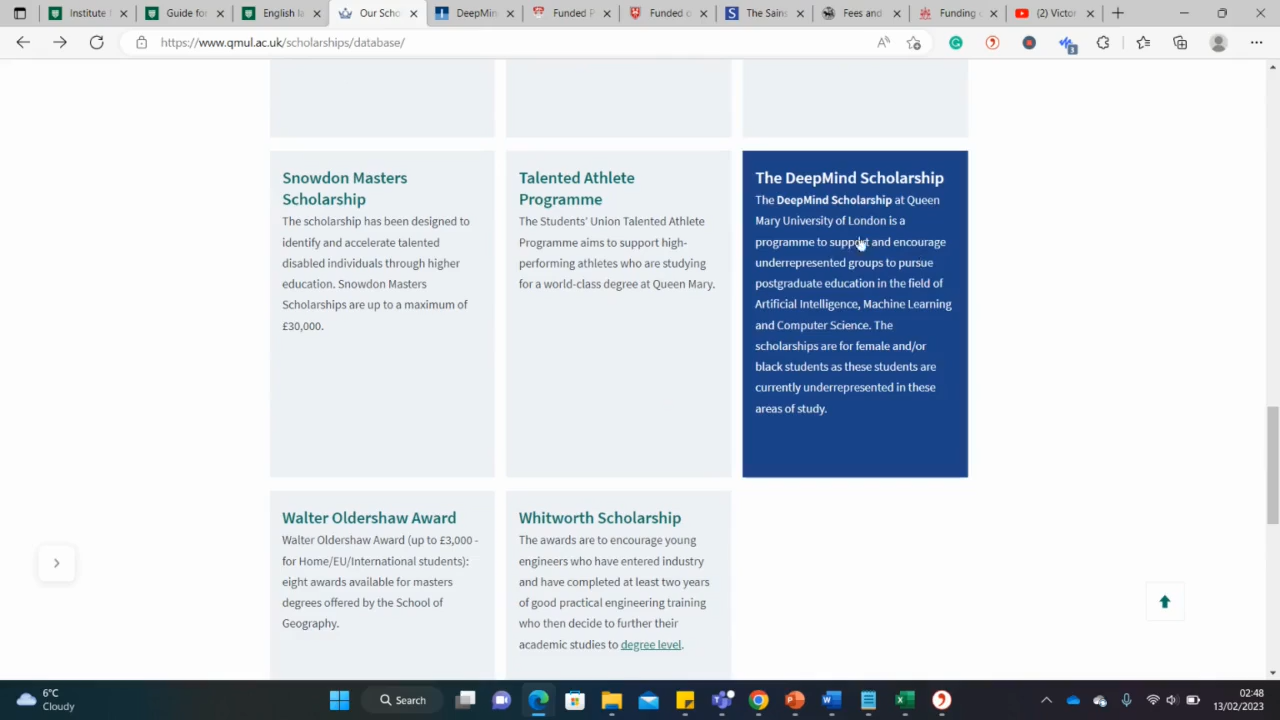 Institute
Guide for
English la
Our Scho
DeepMind
Funded P
Funded o
The Sains
Fees and
Funding o
(2) Victor
https://www.qmul.ac.uk/scholarships/database/
Snowdon Masters
Scholarship
The scholarship has been designed to
identify and accelerate talented
disabled individuals through higher
education. Snowdon Masters
Scholarships are up to a maximum of
£30,000.
Talented Athlete
Programme
The Students' Union Talented Athlete
Programme aims to support high-
performing athletes who are studying
for a world-class degree at Queen Mary.
The DeepMind Scholarship
The DeepMind Scholarship at Queen
Mary University of London is a
programme to support and encourage
underrepresented groups to pursue
postgraduate education in the field of
Artificial Intelligence, Machine Learning
and Computer Science. The
scholarships are for female and/or
black students as these students are
currently underrepresented in these
areas of study.
Walter Oldershaw Award
Walter Oldershaw Award (up to £3,000 -
for Home/EU/International students):
eight awards available for masters
degrees offered by the School of
Geography.
Whitworth Scholarship
The awards are to encourage young
engineers who have entered industry
and have completed at least two years
of good practical engineering training
who then decide to further their
academic studies to degree level.
6°C
Cloudy
Search
02:48
13/02/2023